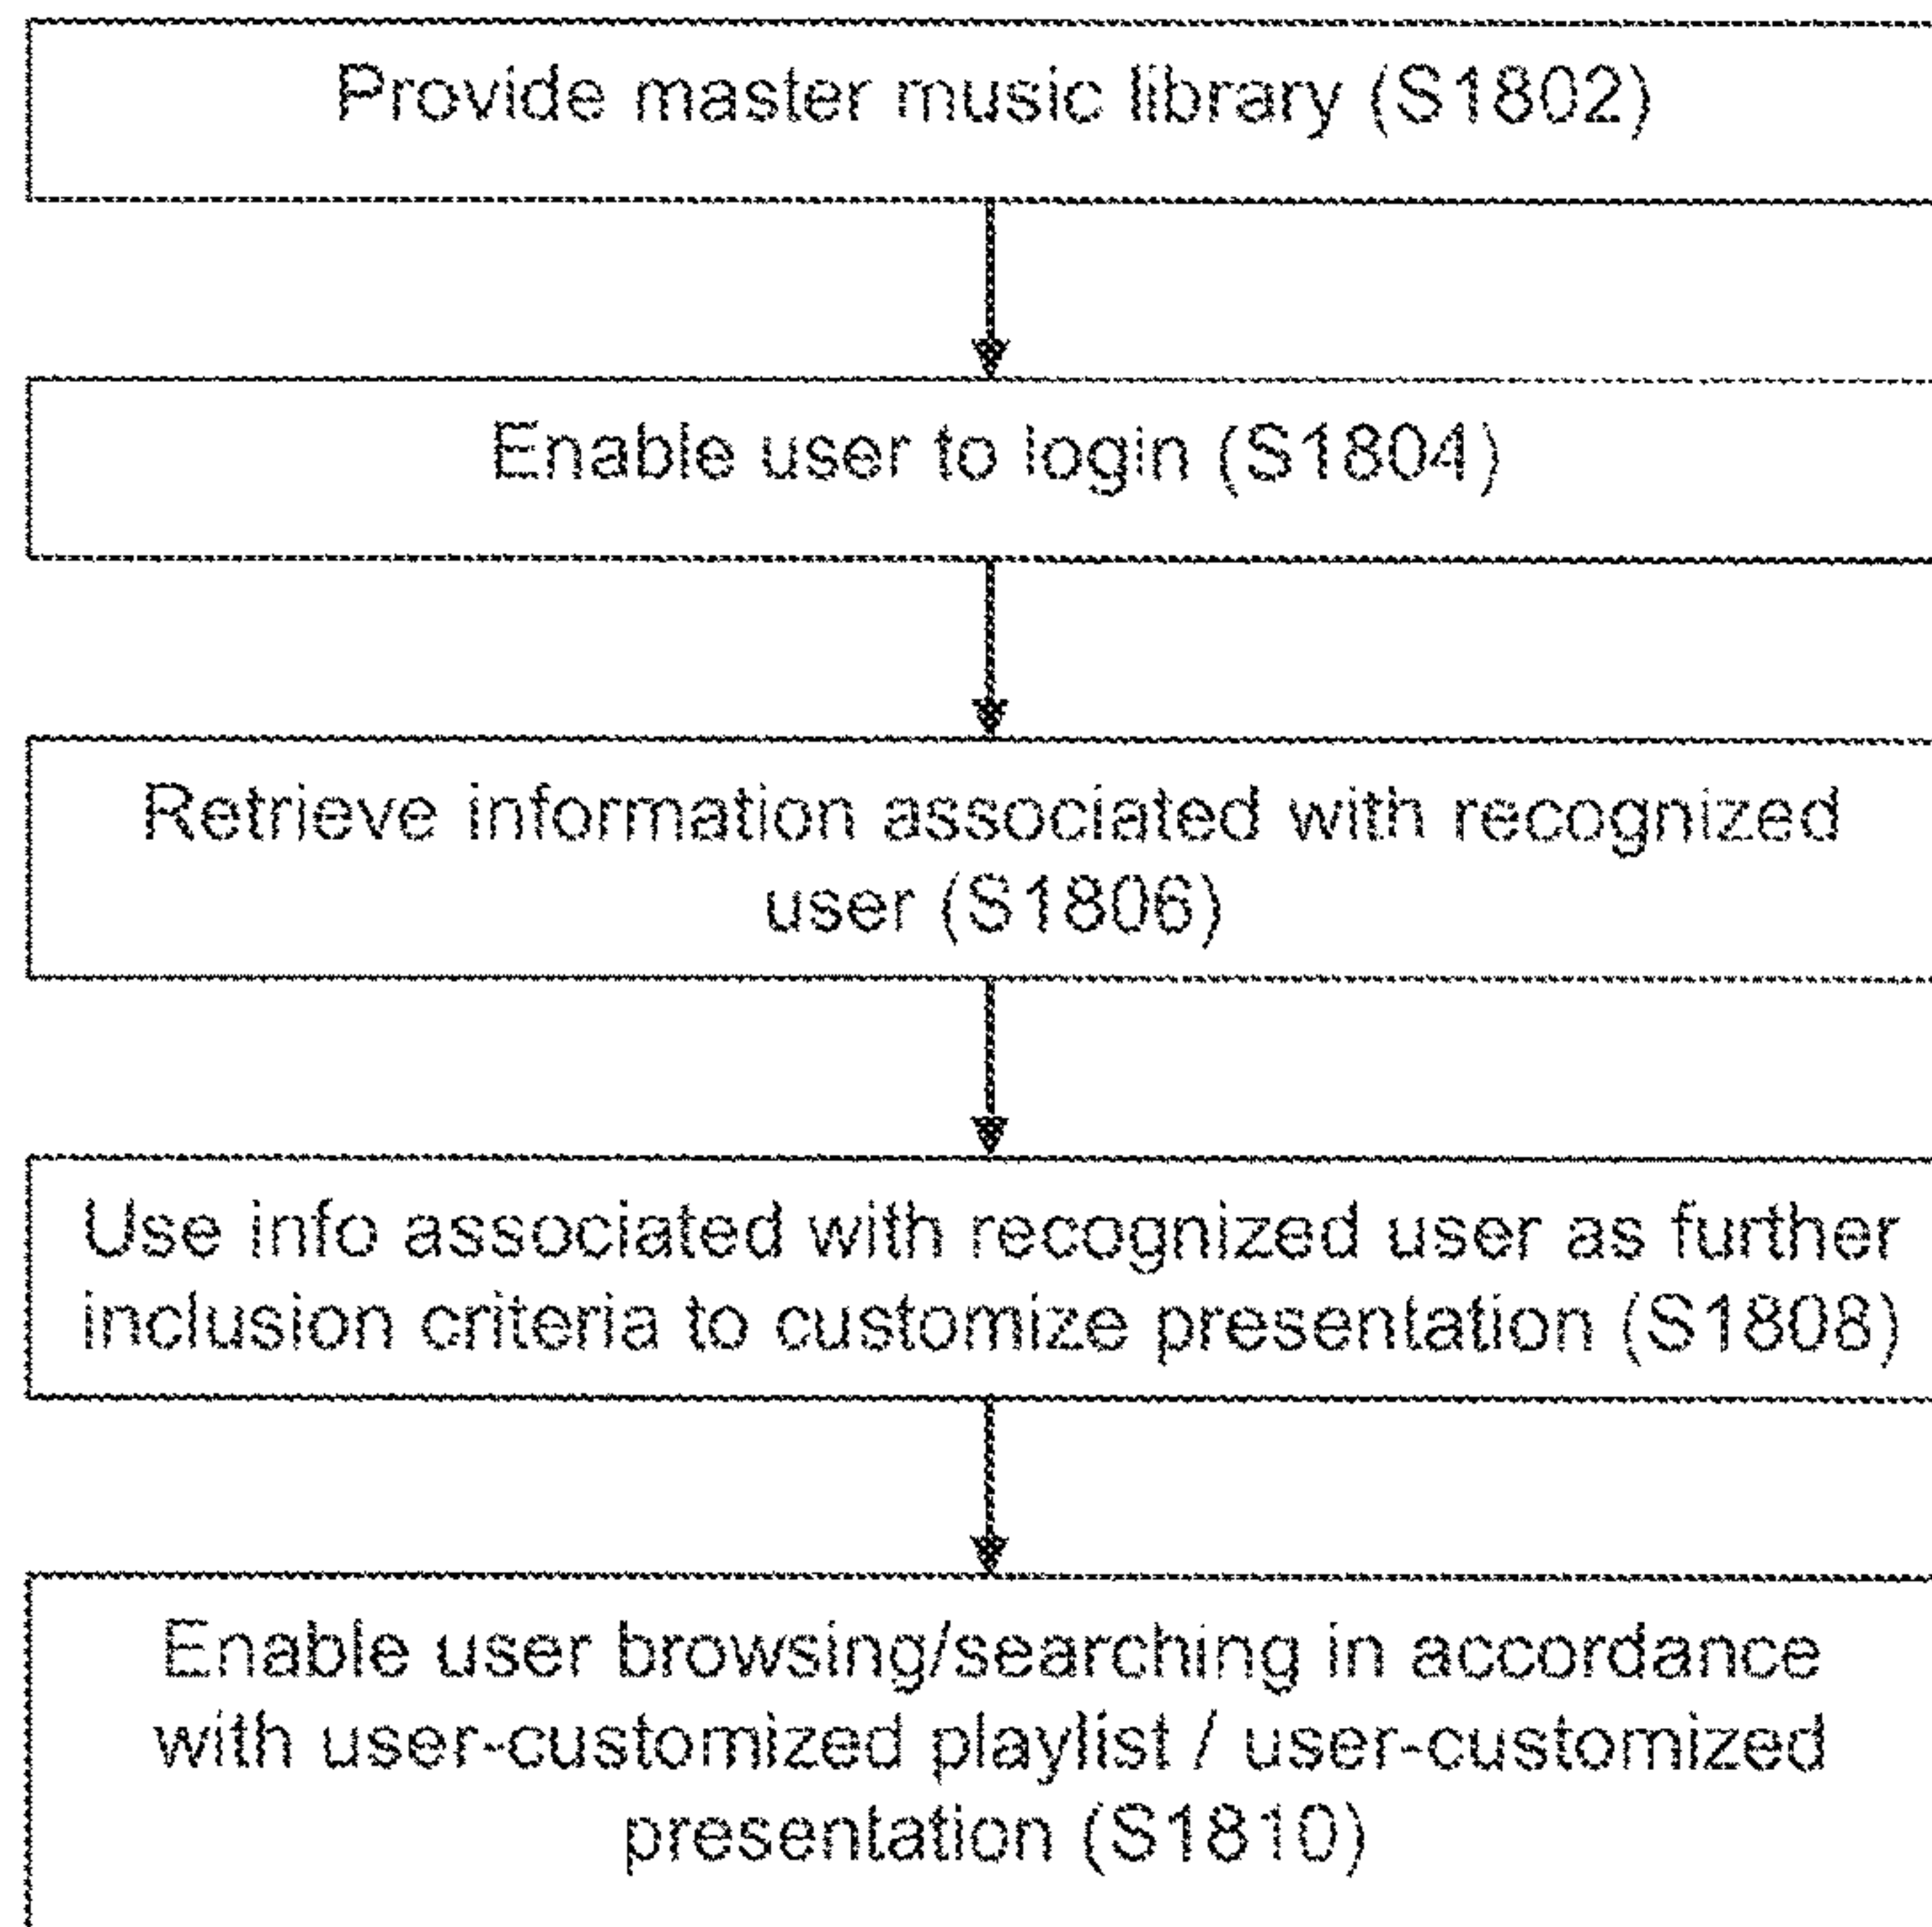 Provide master music library (S1802)
Enable user to login (S1804)
Retrieve information associated with recognized
user (S1806)
Use info associated with recognized user as further
inclusion criteria to customize presentation (S1808)
Enable user browsing/searching in accordance
with user-customized playlist / user-customized
presentation (S1810)